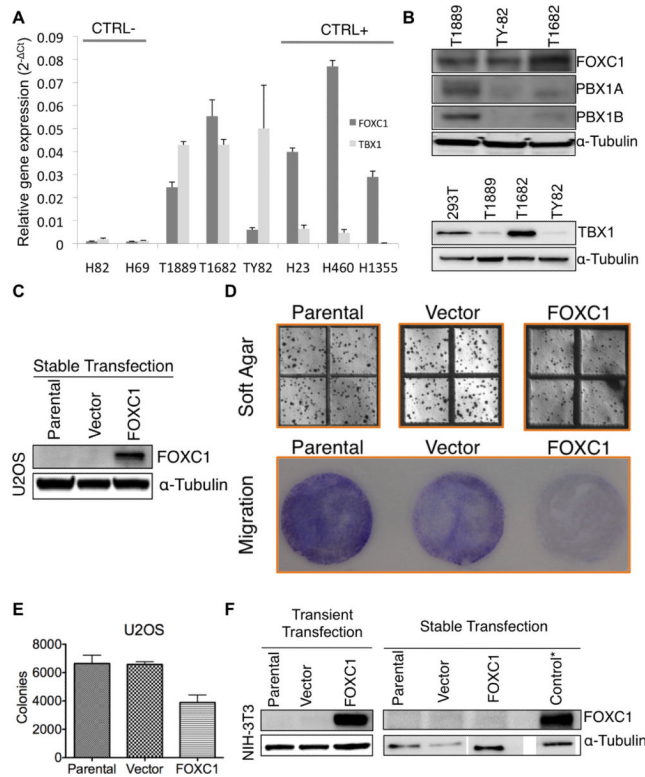 A
CTRL-
CTRL+
Relative gene expression (2-ΔCt)
0.09
0.08
0.07
0.06
0.05
0.04
0.03
0.02
0.01
0
FOXC1
TBX1
H82 H69 T1889 T1682 TY82 H23 H460 H1355
B
T1889 TY-82 T1682
FOXC1
PBX1A
PBX1B
α-Tubulin
293T T1889 T1682 TY82
TBX1
α-Tubulin
C
Stable Transfection
Parental Vector FOXC1
U2OS
FOXC1
α-Tubulin
D
Parental Vector FOXC1
Soft Agar
Parental Vector FOXC1
Migration
E
U2OS
Colonies
8000
6000
4000
2000
0
Parental Vector FOXC1
F
Transient
Transfection
Stable Transfection
Parental Vector FOXC1 Parental Vector FOXC1 Control*
NIH-3T3
FOXC1
α-Tubulin